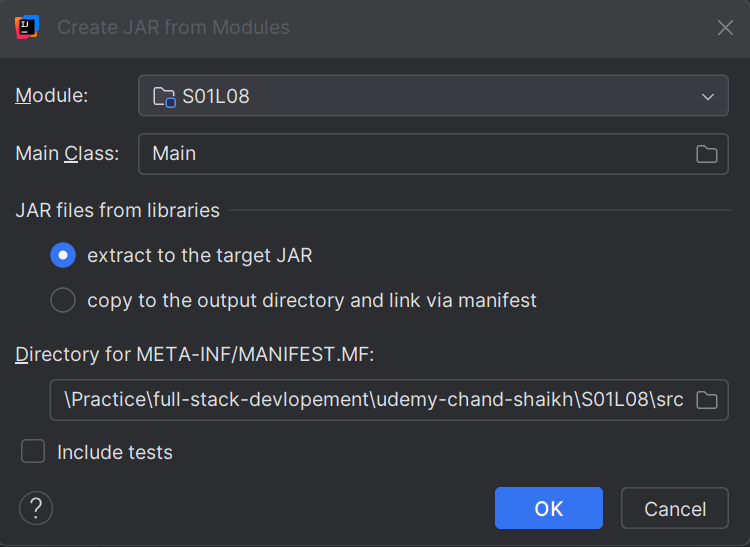 Create JAR from Modules
Module: S01L08
Main Class: Main
JAR files from libraries
extract to the target JAR
copy to the output directory and link via manifest
Directory for META-INF/MANIFEST.MF:
\Practice\full-stack-devlopement\udemy-chand-shaikh\S01L08\src
Include tests
? OK Cancel